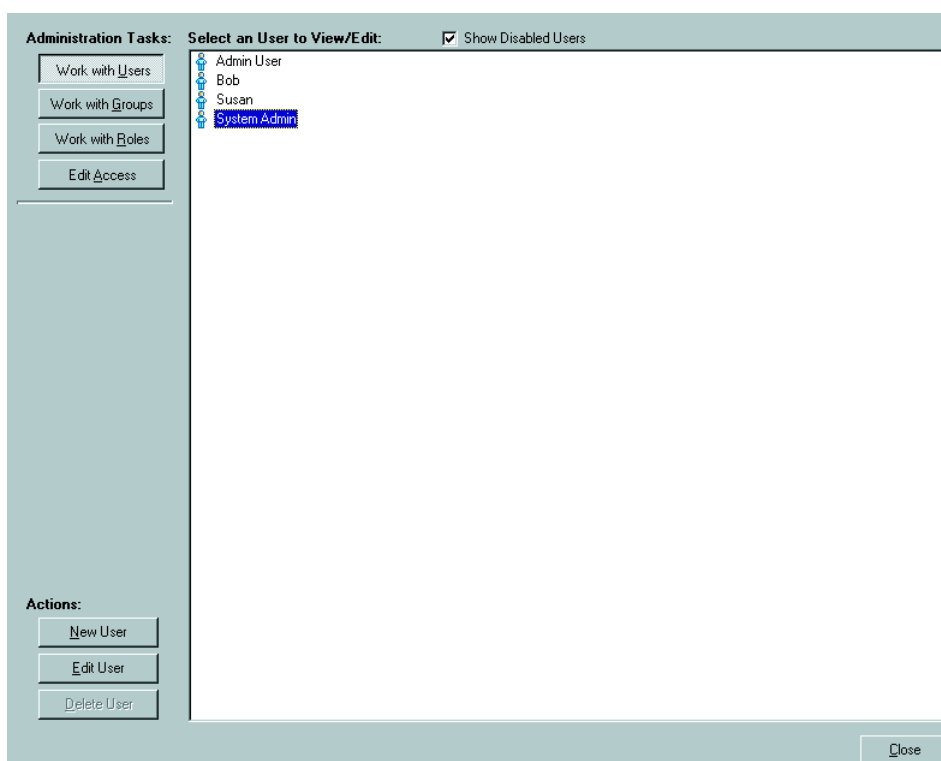 Administration Tasks:
Select an User to View/Edit:
Show Disabled Users
Work with Users
Work with Groups
Work with Roles
Edit Access
Admin User
Bob
Susan
System Admin
Actions:
New User
Edit User
Delete User
Close